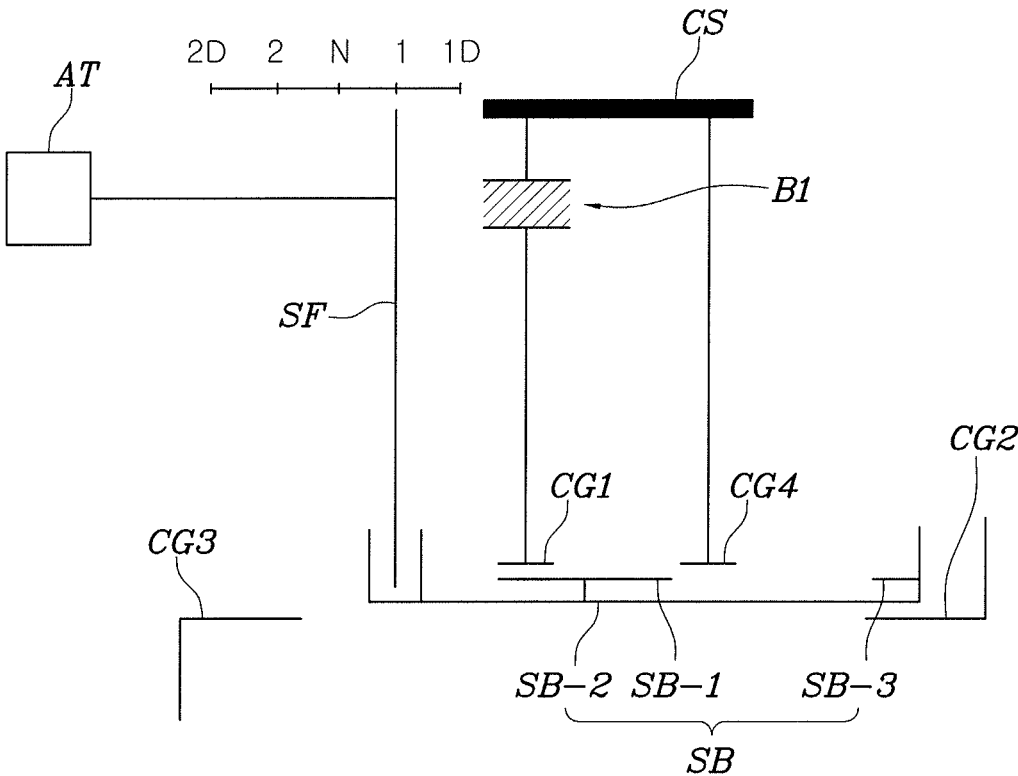 CS
2D 2 N 1 1D
AT
B1
SF
CG2
CG1 CG4
CG3
SB-2 SB-1 SB-3
SB